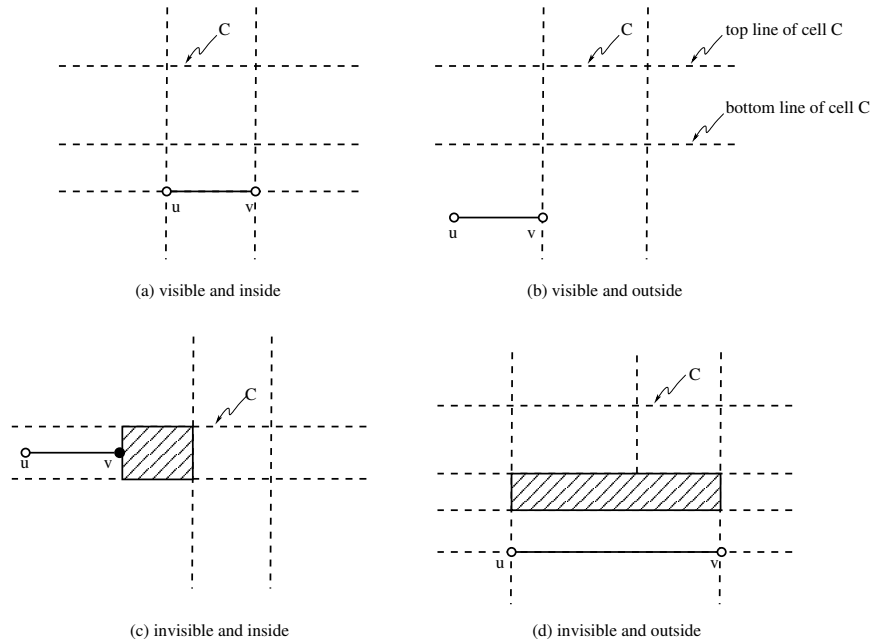 C
u
v
(a) visible and inside
C
top line of cell C
bottom line of cell C
u
v
(b) visible and outside
C
u
v
(c) invisible and inside
C
u
v
(d) invisible and outside